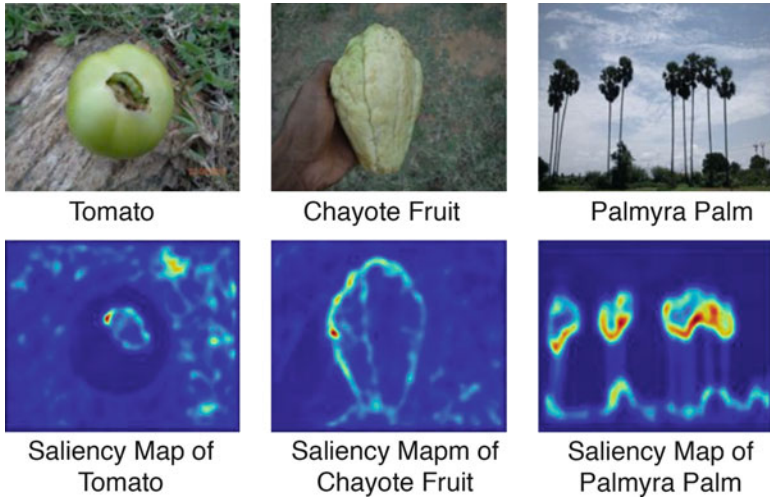 Tomato
Chayote Fruit
Palmyra Palm
Saliency Map of
Tomato
Saliency Mapm of
Chayote Fruit
Saliency Map of
Palmyra Palm